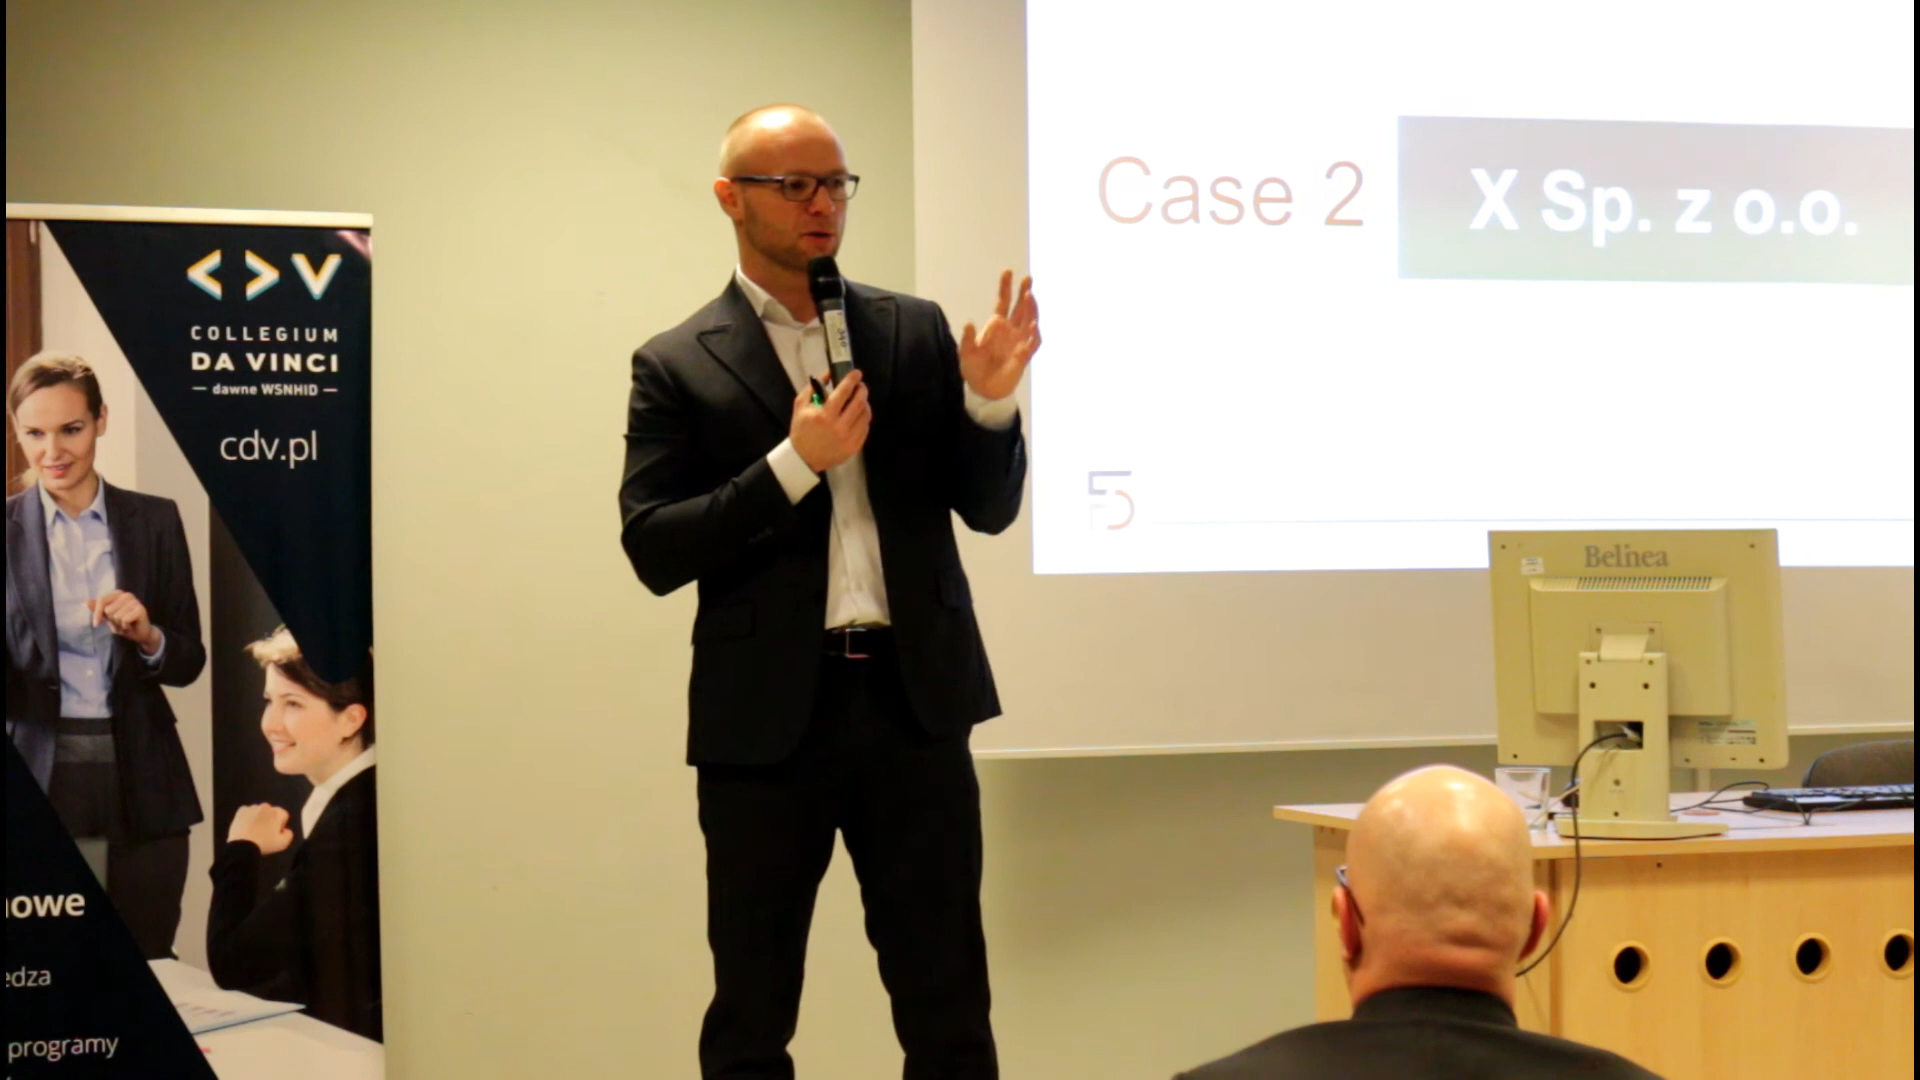 <>V
COLLEGIUM
DA VINCI
— dawne WSNHID —
cdv.pl
owe
edza
programy
Case 2
X Sp. z o.o.
Belinea